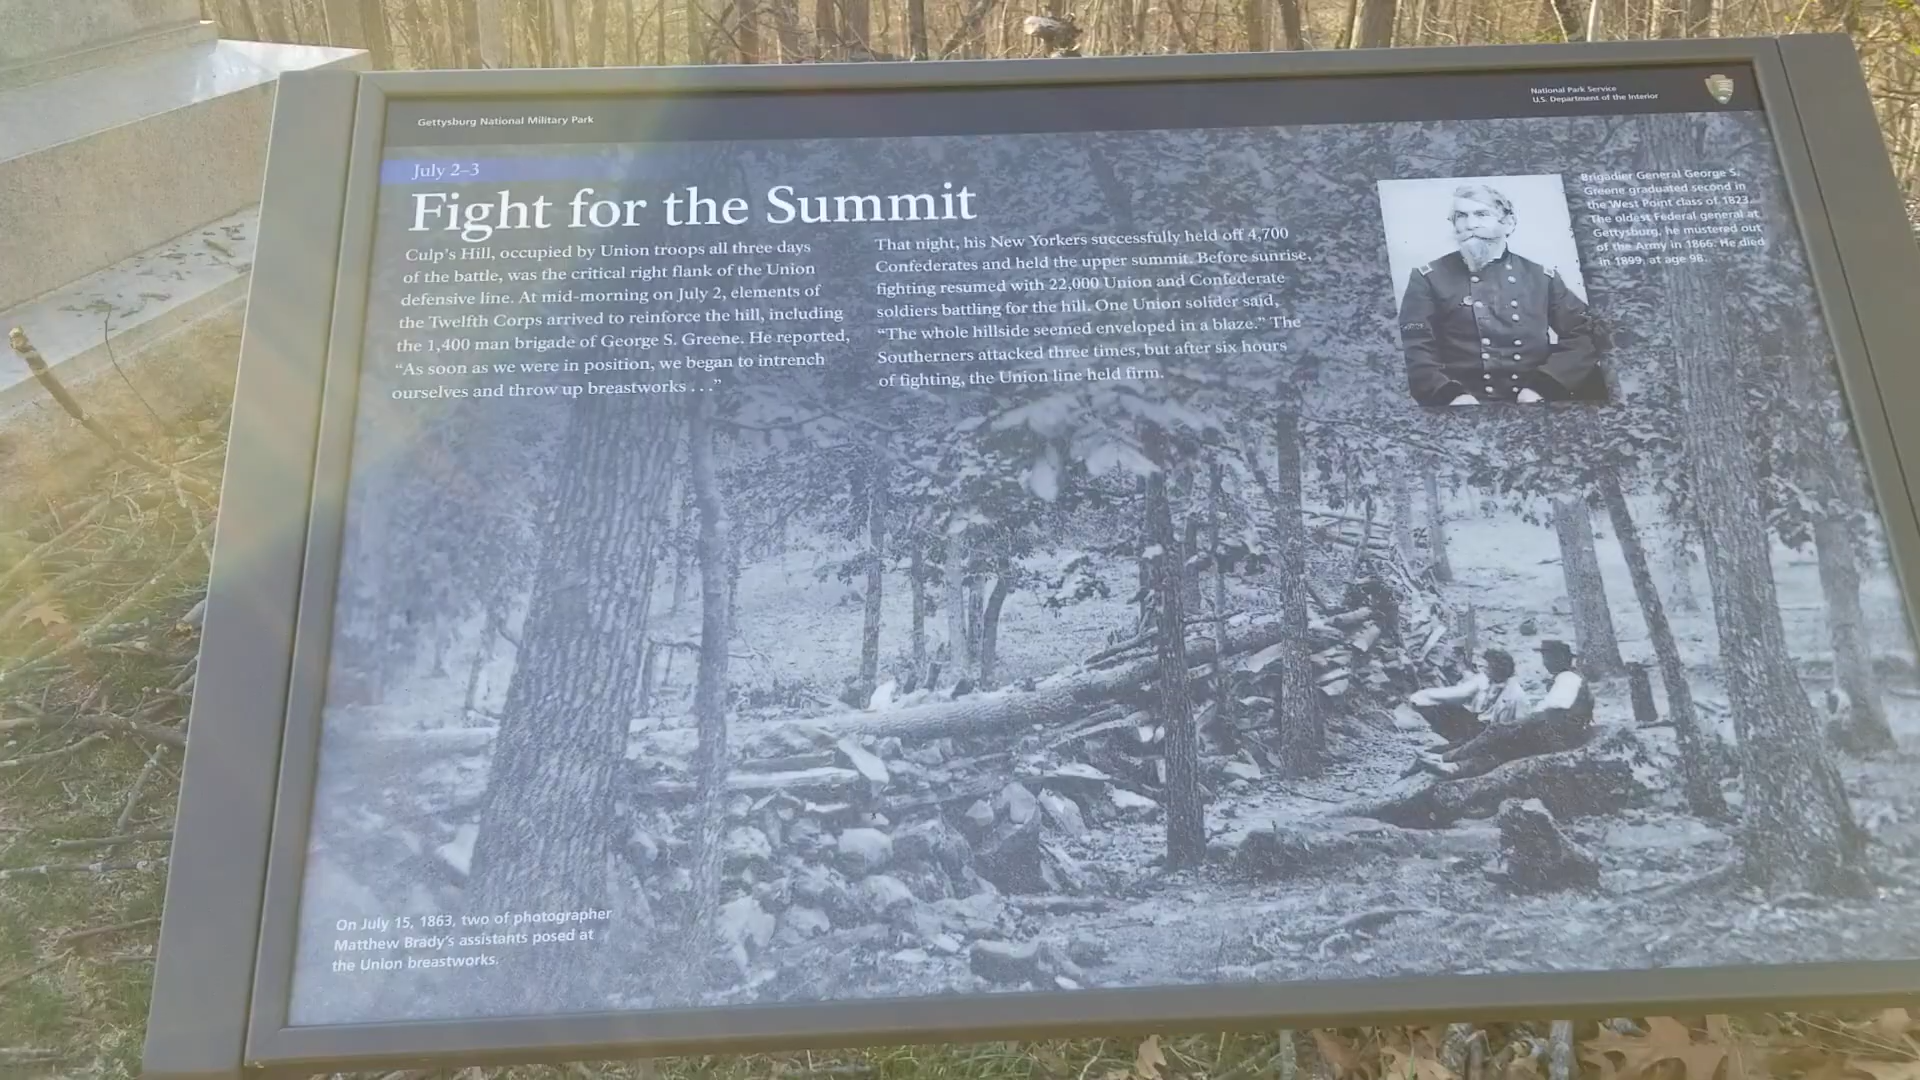 Gettysburg National Military Park
National Park Service
U.S. Department of the Interior
July 2–3
Fight for the Summit
Culp's Hill, occupied by Union troops all three days
of the battle, was the critical right flank of the Union
defensive line. At mid-morning on July 2, elements of
the Twelfth Corps arrived to reinforce the hill, including
the 1,400 man brigade of George S. Greene. He reported,
“As soon as we were in position, we began to intrench
ourselves and throw up breastworks . . .”
That night, his New Yorkers successfully held off 4,700
Confederates and held the upper summit. Before sunrise,
fighting resumed with 22,000 Union and Confederate
soldiers battling for the hill. One Union solider said,
“The whole hillside seemed enveloped in a blaze.” The
Southerners attacked three times, but after six hours
of fighting, the Union line held firm.
Brigadier General George S.
Greene graduated second in
the West Point class of 1823.
The oldest Federal general at
Gettysburg, he mustered out
of the Army in 1866. He died
in 1899, at age 98.
On July 15, 1863, two of photographer
Matthew Brady's assistants posed at
the Union breastworks.